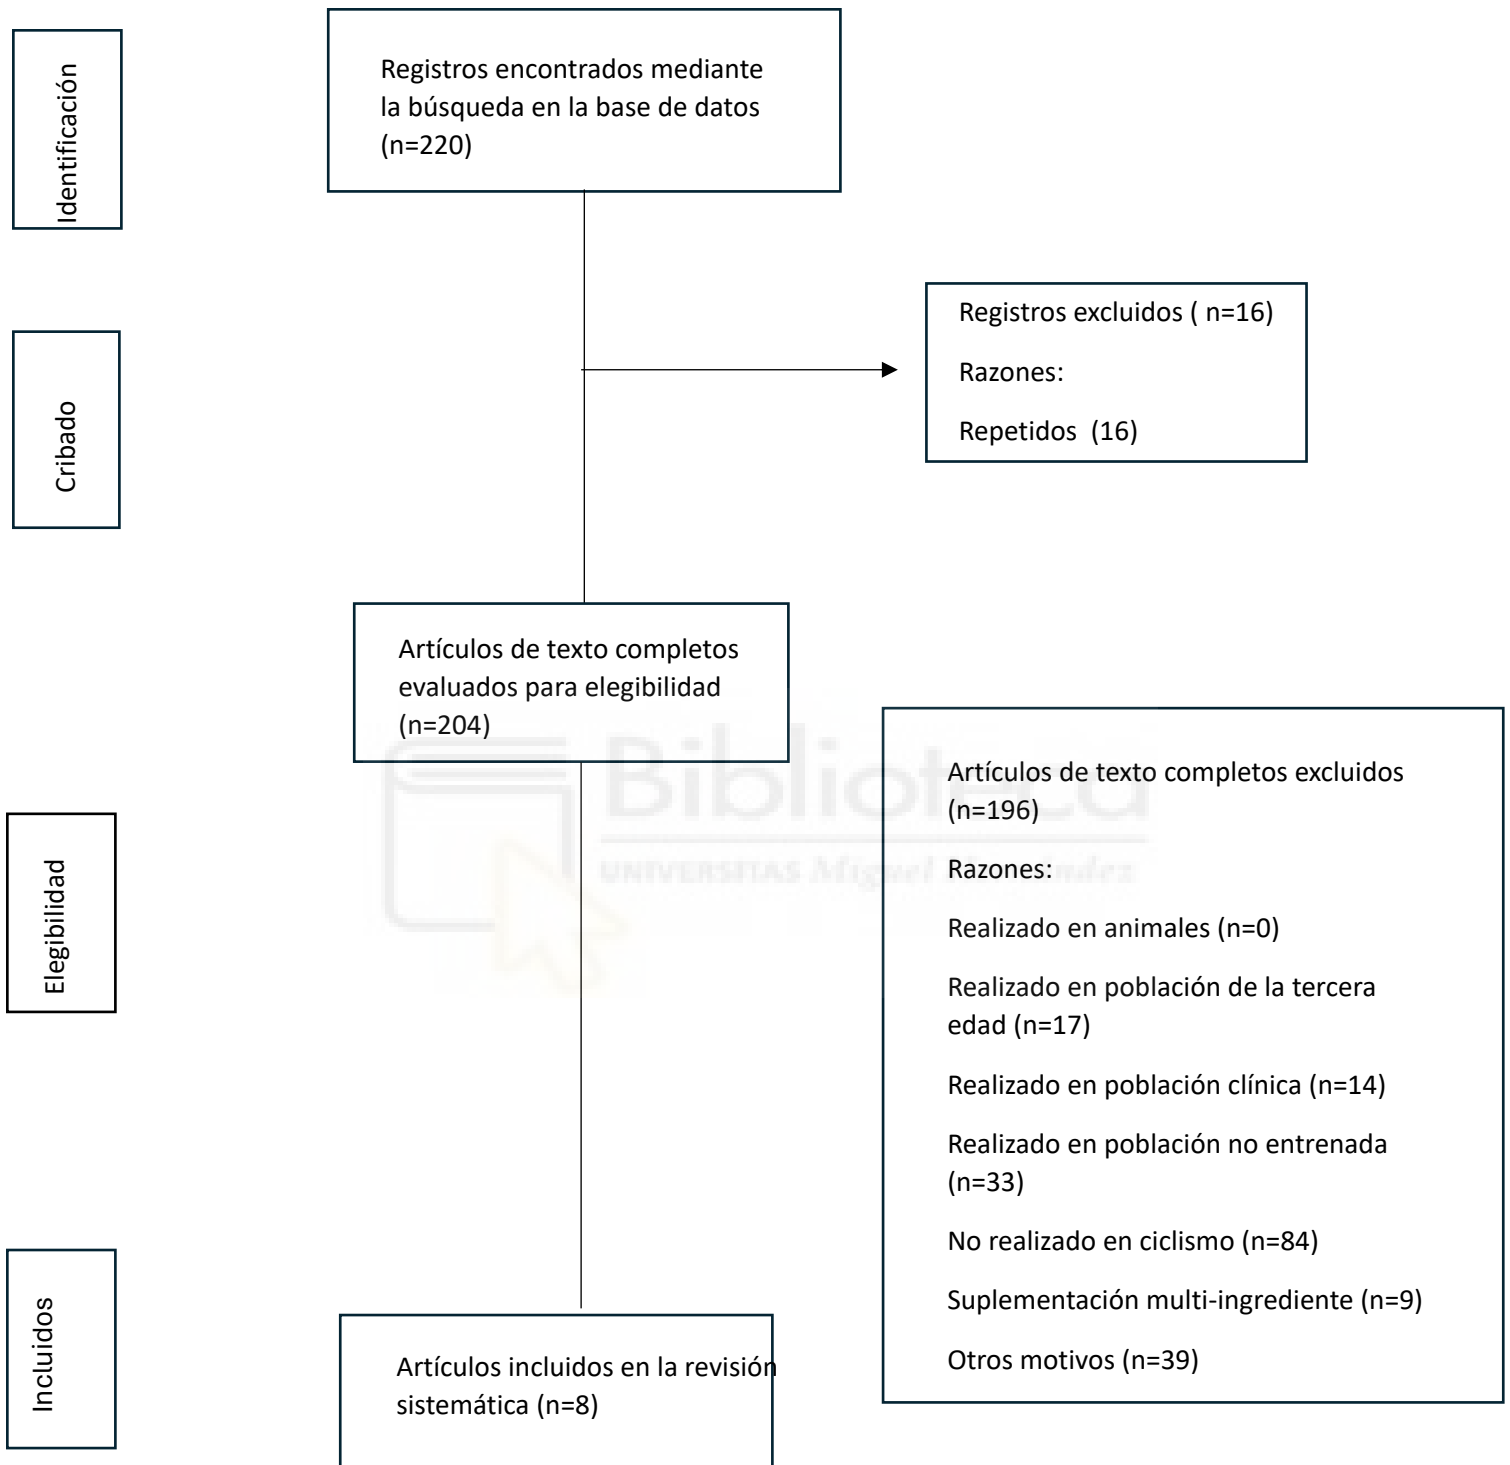 Identificación
Registros encontrados mediante
la búsqueda en la base de datos
(n=220)
Registros excluidos ( n=16)
Razones:
Repetidos (16)
Cribado
Artículos de texto completos
evaluados para elegibilidad
(n=204)
Biblioteca
UNIVERSITAS Miguel Hernández
Artículos de texto completos excluidos
(n=196)
Razones:
Realizado en animales (n=0)
Realizado en población de la tercera
edad (n=17)
Realizado en población clínica (n=14)
Realizado en población no entrenada
(n=33)
No realizado en ciclismo (n=84)
Suplementación multi-ingrediente (n=9)
Otros motivos (n=39)
Elegibilidad
Incluidos
Artículos incluidos en la revisión
sistemática (n=8)